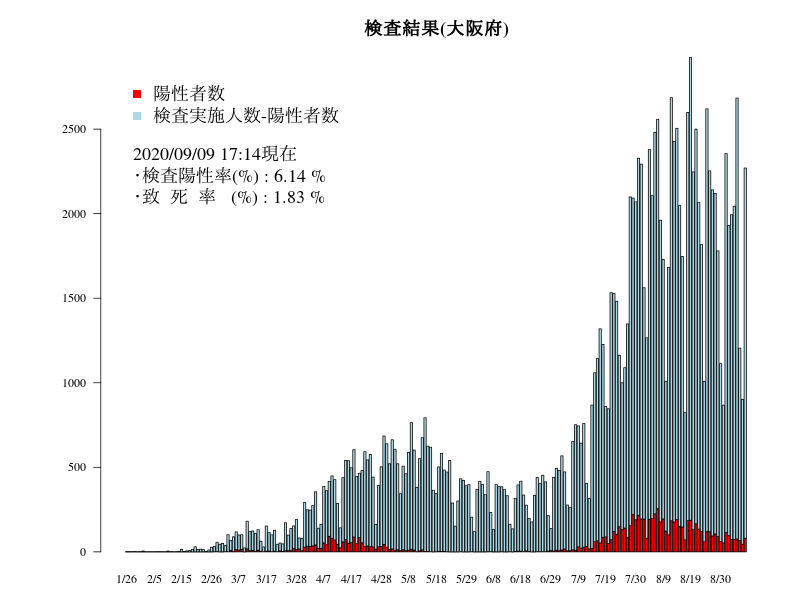 検査結果(大阪府)
陽性者数
検査実施人数-陽性者数
2020/09/09 17:14現在
・検査陽性率(%) : 6.14 %
・致 死 率 (%) : 1.83 %
2500
2000
1500
1000
500
0
1/26 2/5 2/15 2/26 3/7 3/17 3/28 4/7 4/17 4/28 5/8 5/18 5/29 6/8 6/18 6/29 7/9 7/19 7/30 8/9 8/19 8/30